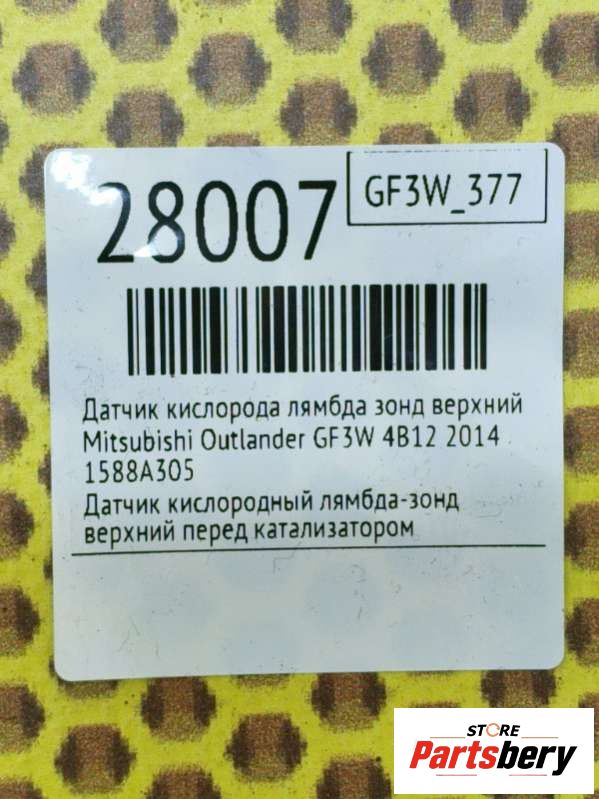 28007
GF3W_377
Датчик кислорода лямбда зонд верхний
Mitsubishi Outlander GF3W 4B12 2014
1588A305
Датчик кислородный лямбда-зонд
верхний перед катализатором
STORE
Partsbery